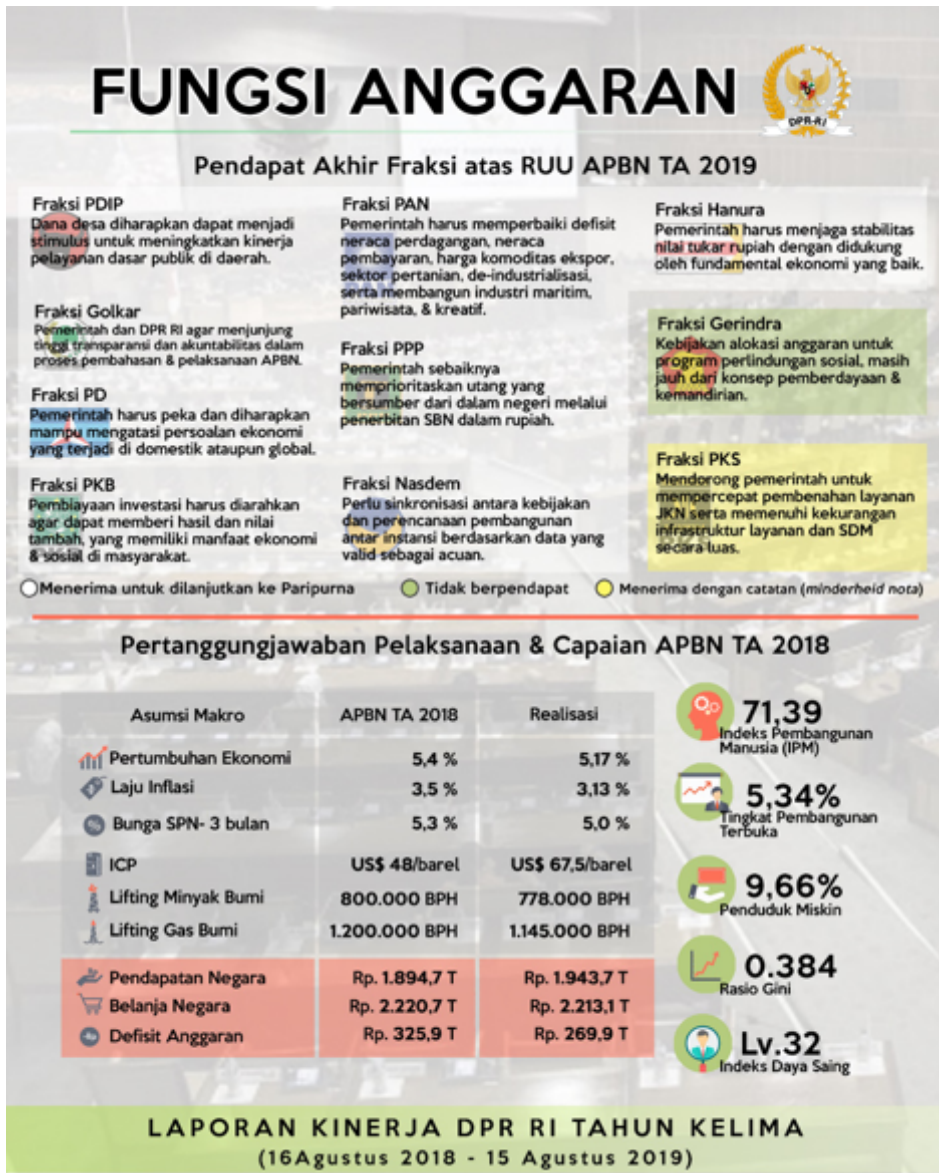 FUNGSI ANGGARAN
DPR-RI
Pendapat Akhir Fraksi atas RUU APBN TA 2019
Fraksi PDIP
Dana desa diharapkan dapat menjadi
stimulus untuk meningkatkan kinerja
pelayanan dasar publik di daerah.
Fraksi Golkar
Pemerintah dan DPR RI agar menjunjung
tinggi transparansi dan akuntabilitas dalam
proses pembahasan & pelaksanaan APBN.
Fraksi PD
Pemerintah harus peka dan diharapkan
mampu mengatasi persoalan ekonomi
yang terjadi di domestik ataupun global.
Fraksi PKB
Pembiayaan investasi harus diarahkan
agar dapat memberi hasil dan nilai
tambah, yang memiliki manfaat ekonomi
& sosial di masyarakat.
Fraksi PAN
Pemerintah harus memperbaiki defisit
neraca perdagangan, neraca
pembayaran, harga komoditas ekspor,
sektor pertanian, de-industrialisasi,
serta membangun industri maritim,
pariwisata, & kreatif.
Fraksi PPP
Pemerintah sebaiknya
memprioritaskan utang yang
bersumber dari dalam negeri melalui
penerbitan SBN dalam rupiah.
Fraksi Nasdem
Perlu sinkronisasi antara kebijakan
dan perencanaan pembangunan
antar instansi berdasarkan data yang
valid sebagai acuan.
Fraksi Hanura
Pemerintah harus menjaga stabilitas
nilai tukar rupiah dengan didukung
oleh fundamental ekonomi yang baik.
Fraksi Gerindra
Kebijakan alokasi anggaran untuk
program perlindungan sosial, masih
jauh dari konsep pemberdayaan &
kemandirian.
Fraksi PKS
Mendorong pemerintah untuk
mempercepat pembenahan layanan
JKN serta memenuhi kekurangan
infrastruktur layanan dan SDM
secara luas.
Menerima untuk dilanjutkan ke Paripurna Tidak berpendapat Menerima dengan catatan (minderheid nota)
Pertanggungjawaban Pelaksanaan & Capaian APBN TA 2018
Asumsi Makro APBN TA 2018 Realisasi
Pertumbuhan Ekonomi 5,4 % 5,17 %
Laju Inflasi 3,5 % 3,13 %
Bunga SPN- 3 bulan 5,3 % 5,0 %
ICP US$ 48/barel US$ 67,5/barel
Lifting Minyak Bumi 800.000 BPH 778.000 BPH
Lifting Gas Bumi 1.200.000 BPH 1.145.000 BPH
Pendapatan Negara Rp. 1.894,7 T Rp. 1.943,7 T
Belanja Negara Rp. 2.220,7 T Rp. 2.213,1 T
Defisit Anggaran Rp. 325,9 T Rp. 269,9 T
71,39
Indeks Pembangunan
Manusia (IPM)
5,34%
Tingkat Pembangunan
Terbuka
9,66%
Penduduk Miskin
0.384
Rasio Gini
Lv.32
Indeks Daya Saing
LAPORAN KINERJA DPR RI TAHUN KELIMA
(16Agustus 2018 - 15 Agustus 2019)